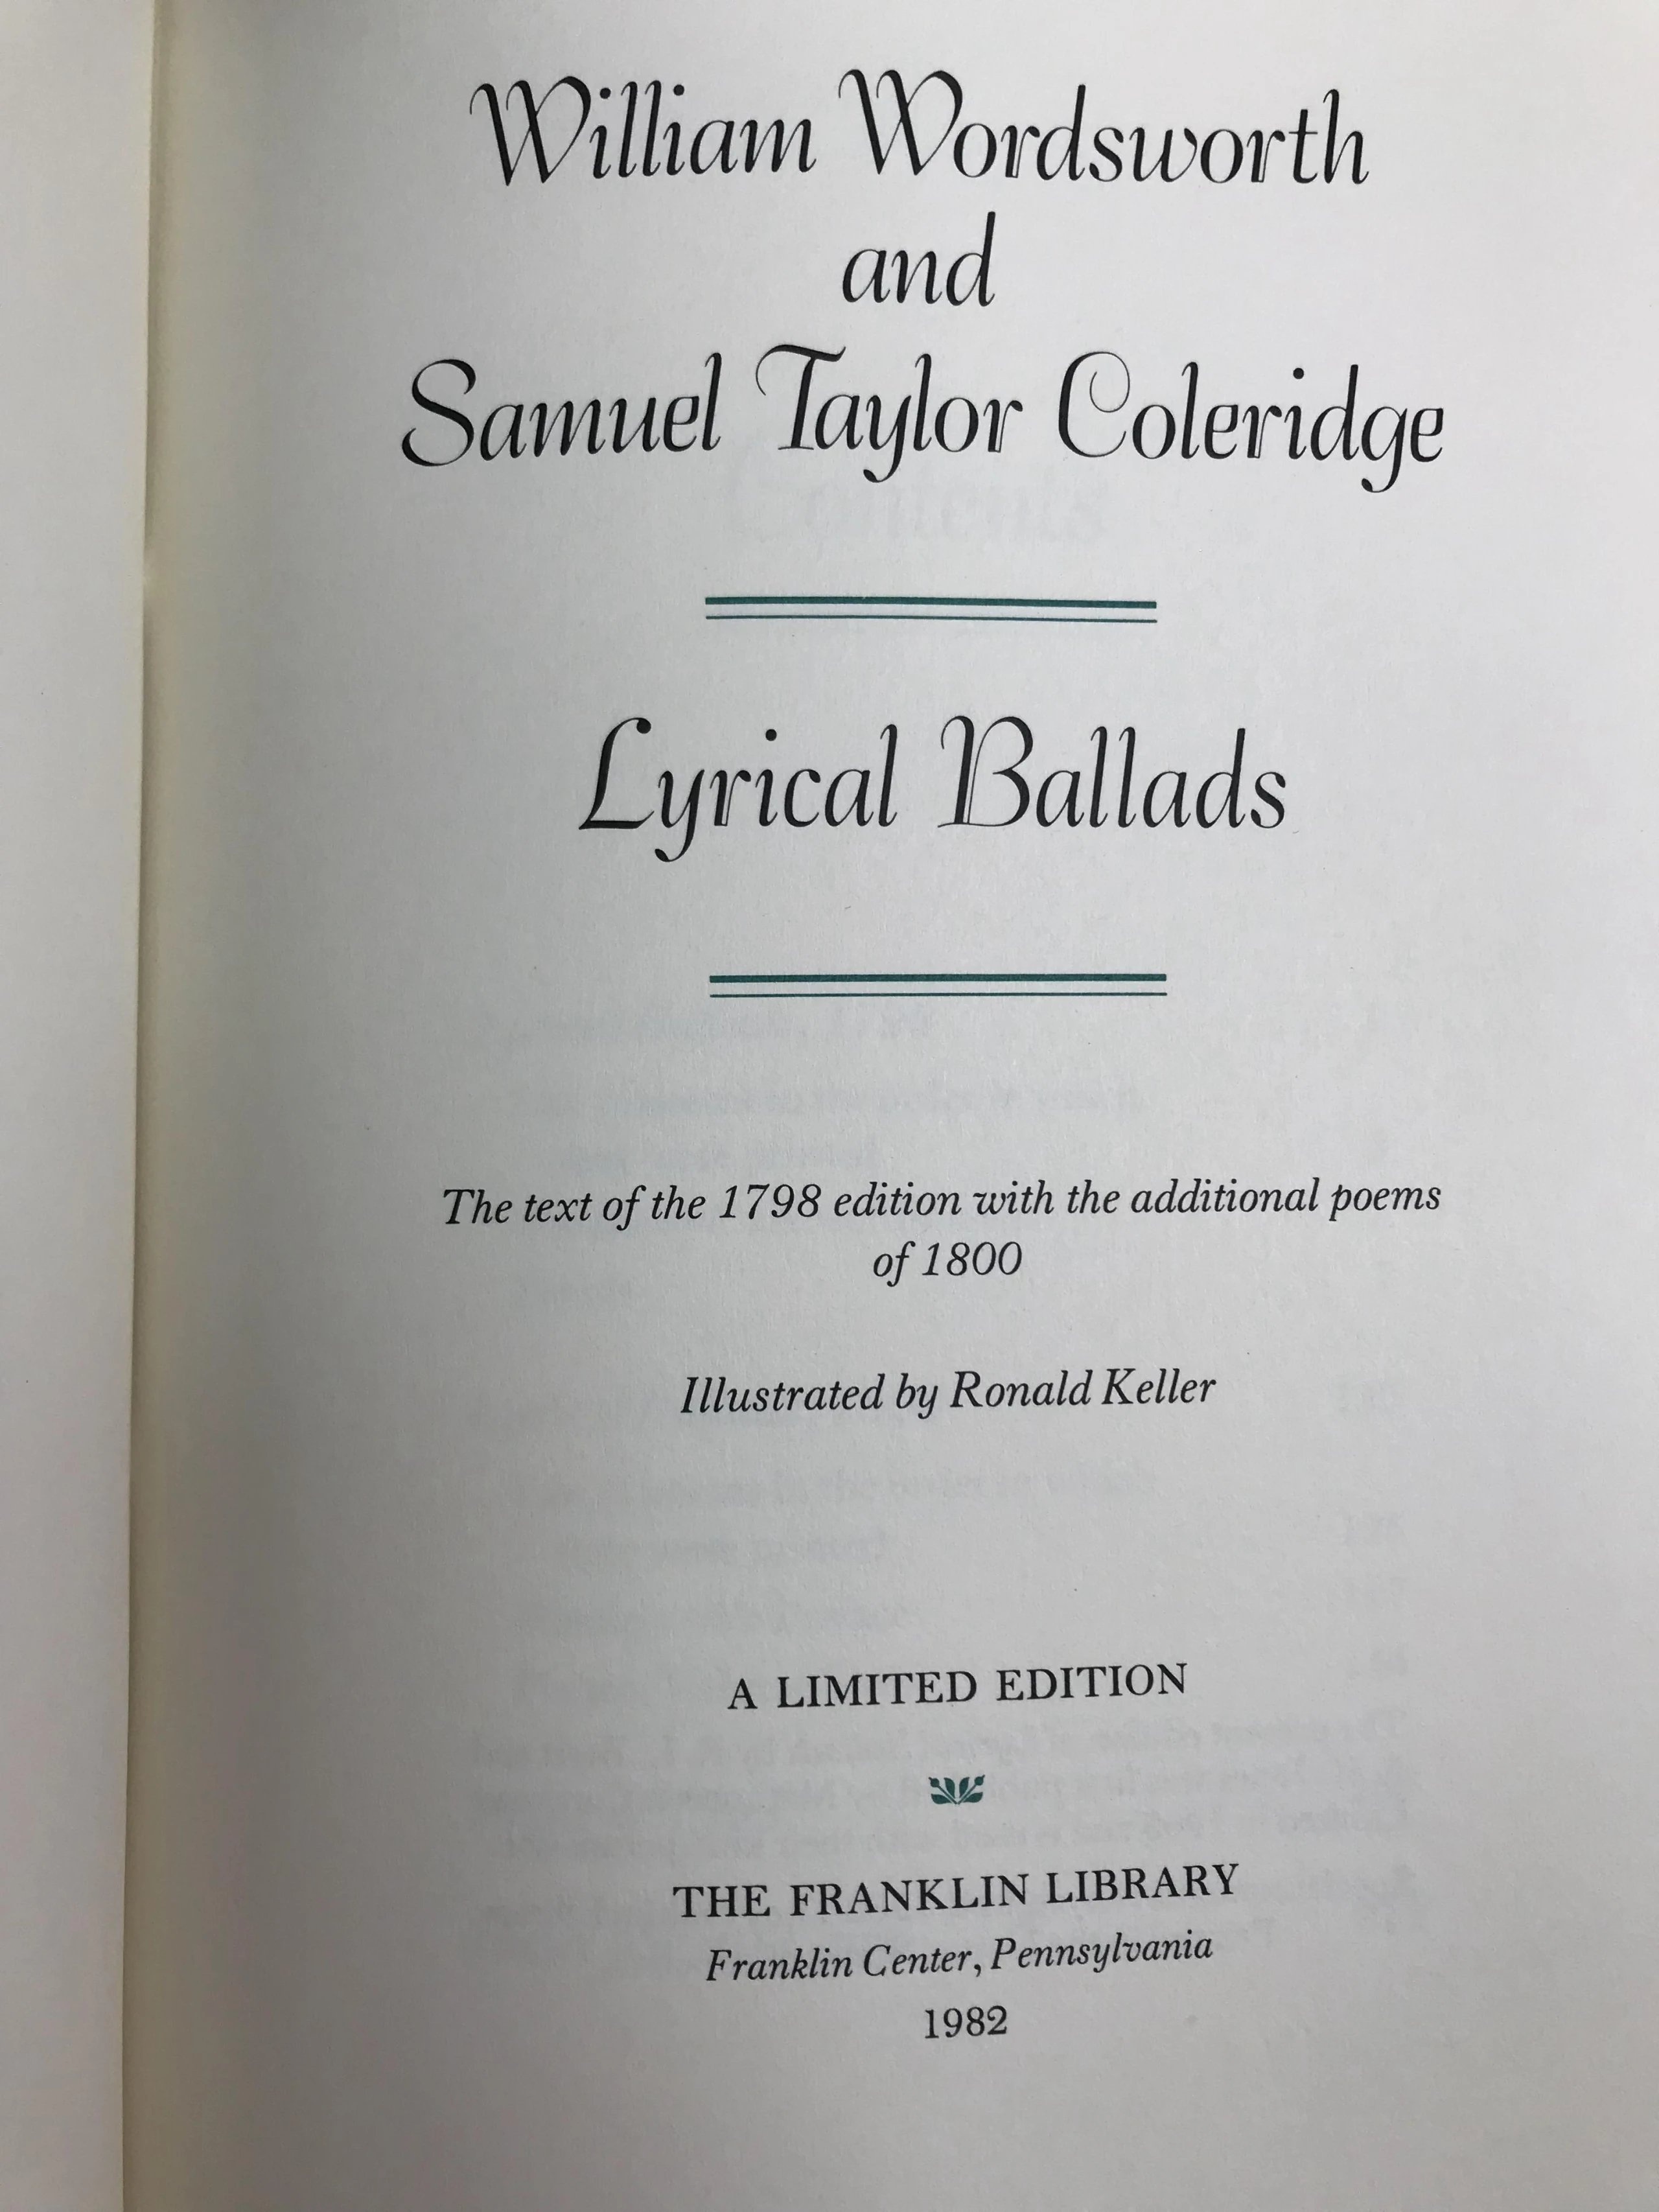 William Wordsworth
and
Samuel Taylor Coleridge
Lyrical Ballads
The text of the 1798 edition with the additional poems
of 1800
Illustrated by Ronald Keller
A LIMITED EDITION
THE FRANKLIN LIBRARY
Franklin Center, Pennsylvania
1982